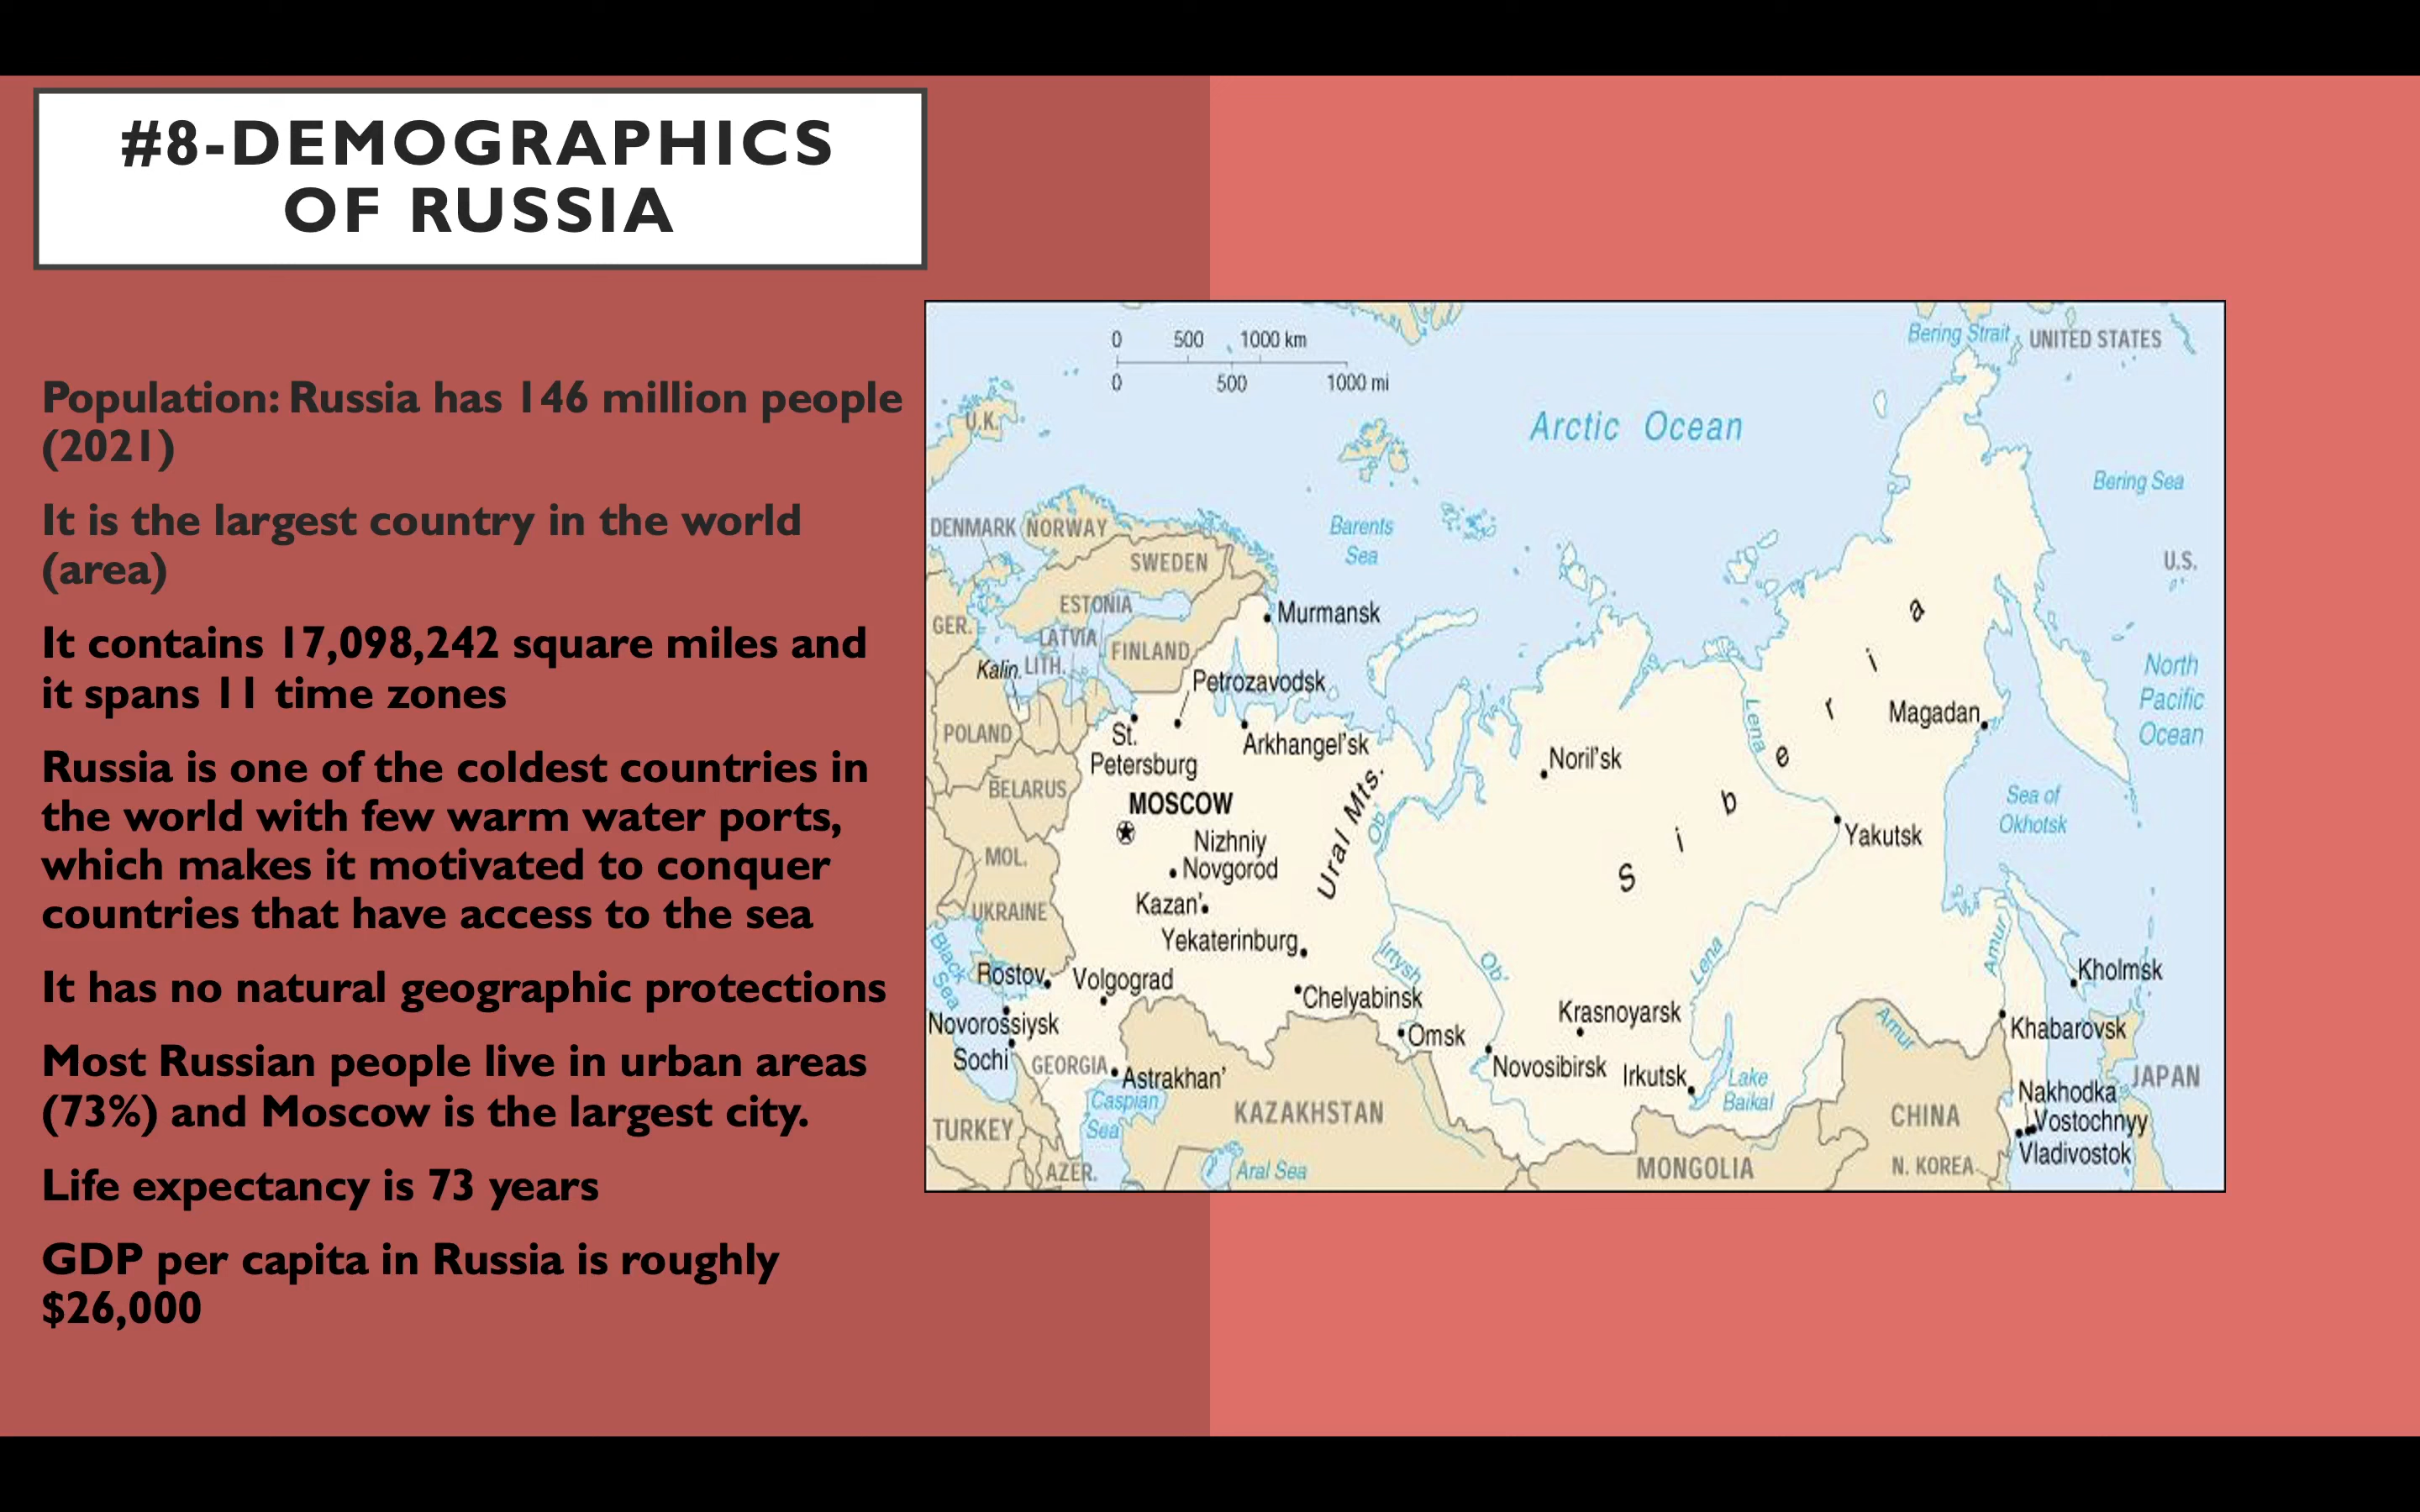 #8-DEMOGRAPHICS
OF RUSSIA
Population: Russia has 146 million people
(2021)
It is the largest country in the world
(area)
It contains 17,098,242 square miles and
it spans 11 time zones
Russia is one of the coldest countries in
the world with few warm water ports,
which makes it motivated to conquer
countries that have access to the sea
It has no natural geographic protections
Most Russian people live in urban areas
(73%) and Moscow is the largest city.
Life expectancy is 73 years
GDP per capita in Russia is roughly
$26,000
0 500 1000 km
0 500 1000 mi
Bering Strait
UNITED STATES
U.K.
Arctic Ocean
Bering Sea
DENMARK
NORWAY
Barents
Sea
SWEDEN
U.S.
ESTONIA
Murmansk
GER.
LATVIA
FINLAND
Kalin.
LITH.
Petrozavodsk
North
Pacific
Ocean
Siberia
Lena
Magadan
POLAND
St.
Petersburg
Arkhangel'sk
Noril'sk
BELARUS
MOSCOW
Ural Mts.
Ob'
Sea of
Okhotsk
Yakutsk
Nizhniy
Novgorod
MOL.
Kazan'
UKRAINE
Yekaterinburg
Black
Sea
Irtysh
Ob'
Lena
Amur
Rostov
Volgograd
Kholmsk
Chelyabinsk
Krasnoyarsk
Novorossiysk
Omsk
Amur
Khabarovsk
Sochi
GEORGIA
Astrakhan'
Novosibirsk
Irkutsk
Lake
Baikal
JAPAN
Nakhodka
Caspian
Sea
KAZAKHSTAN
CHINA
Vostochnyy
TURKEY
Vladivostok
AZER.
Aral Sea
MONGOLIA
N. KOREA